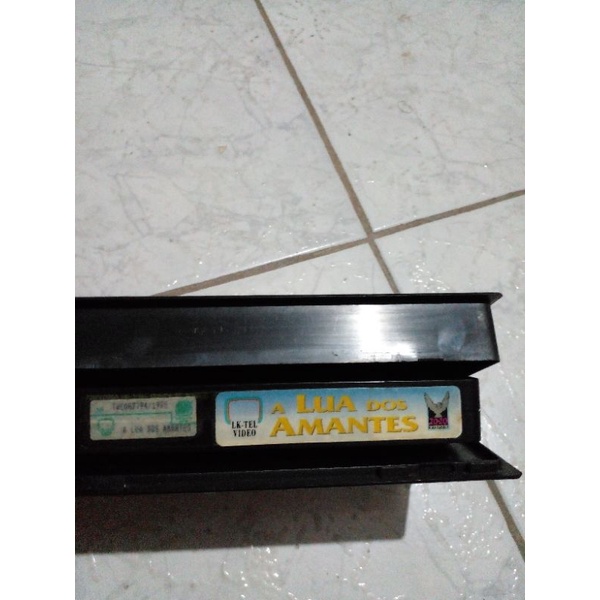 A LUA DOS AMANTES
LK-TEL
VIDEO
A LUA DOS
AMANTES